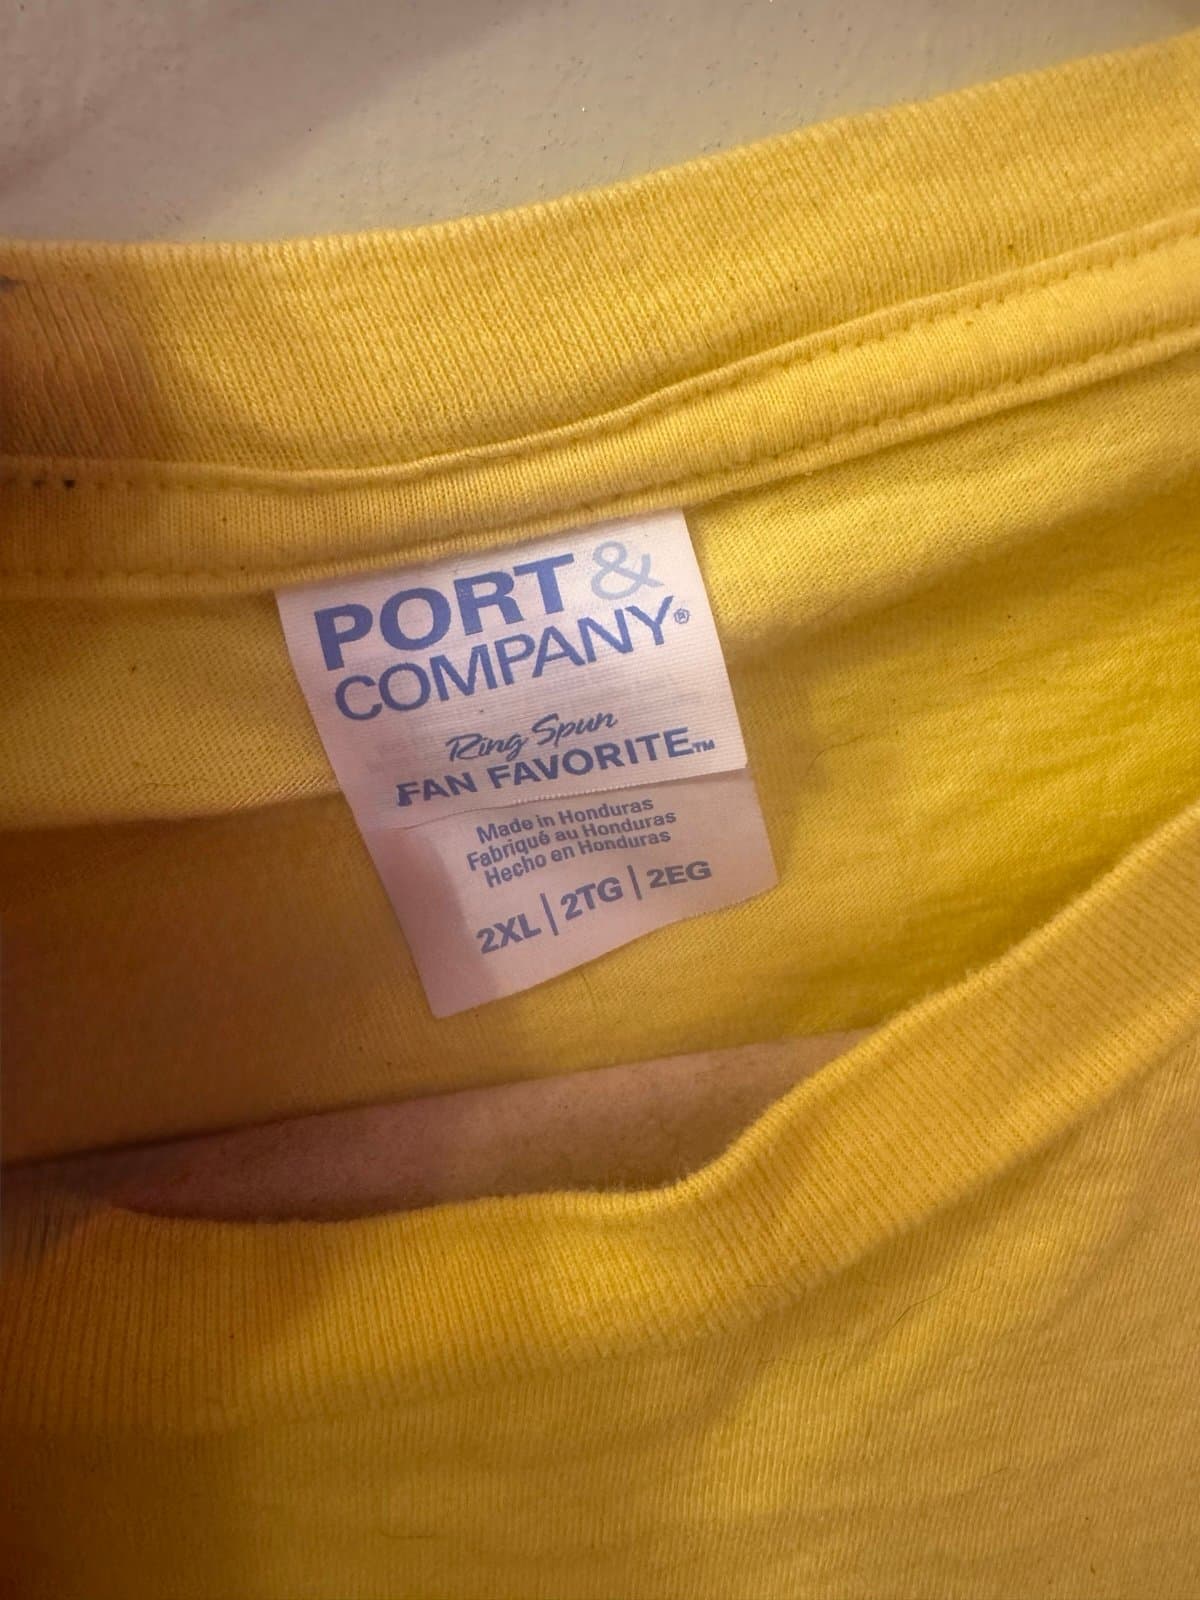 PORT &
COMPANY®
Ring Spun
FAN FAVORITE™
Made in Honduras
Fabriqué au Honduras
Hecho en Honduras
2XL | 2TG | 2EG